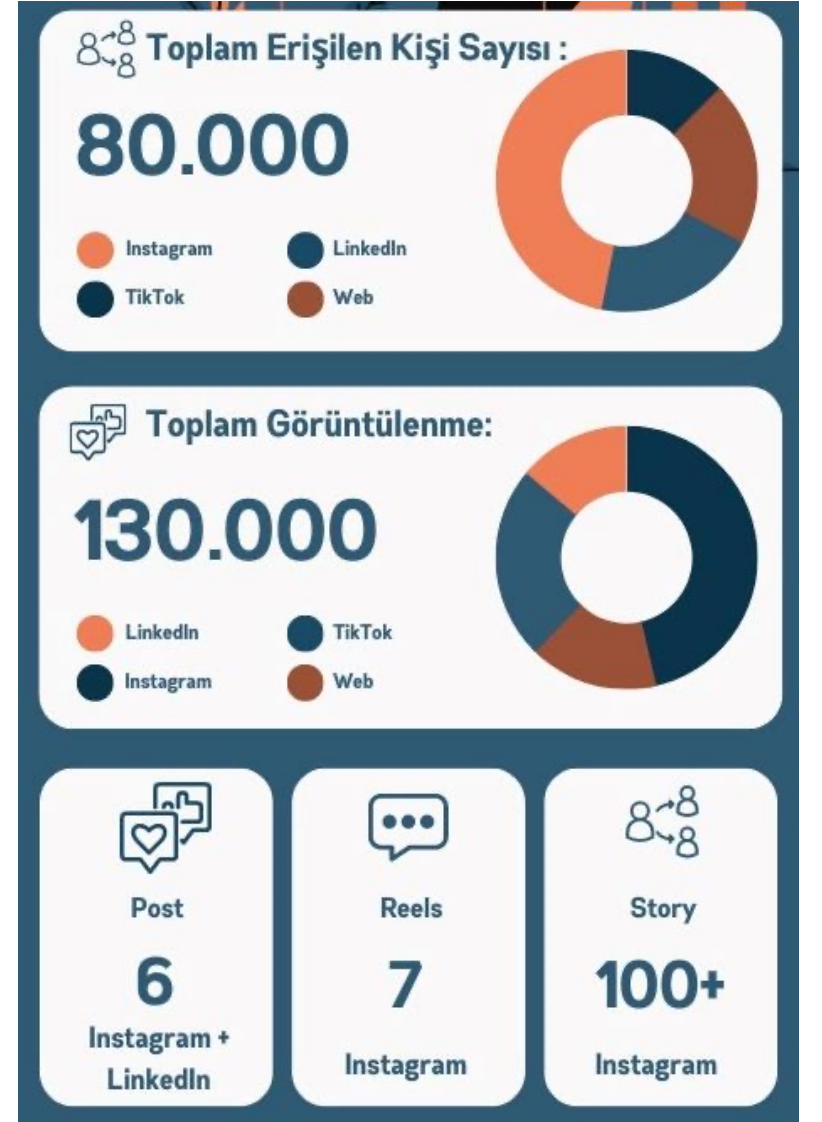 Toplam Erişilen Kişi Sayısı :
80.000
Instagram
LinkedIn
TikTok
Web
Toplam Görüntülenme:
130.000
LinkedIn
TikTok
Instagram
Web
Post
6
Instagram +
LinkedIn
Reels
7
Instagram
Story
100+
Instagram